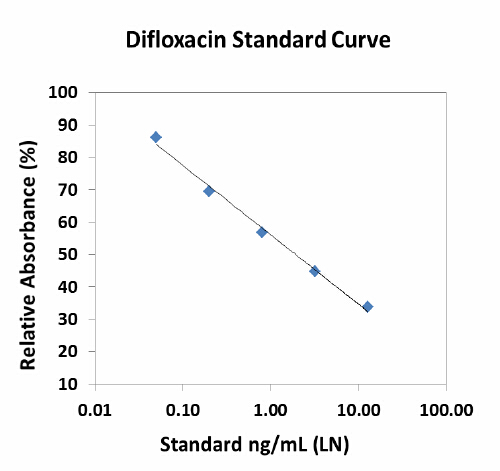 Difloxacin Standard Curve
Relative Absorbance (%)
100
90
80
70
60
50
40
30
20
10
0.01 0.10 1.00 10.00 100.00
Standard ng/mL (LN)